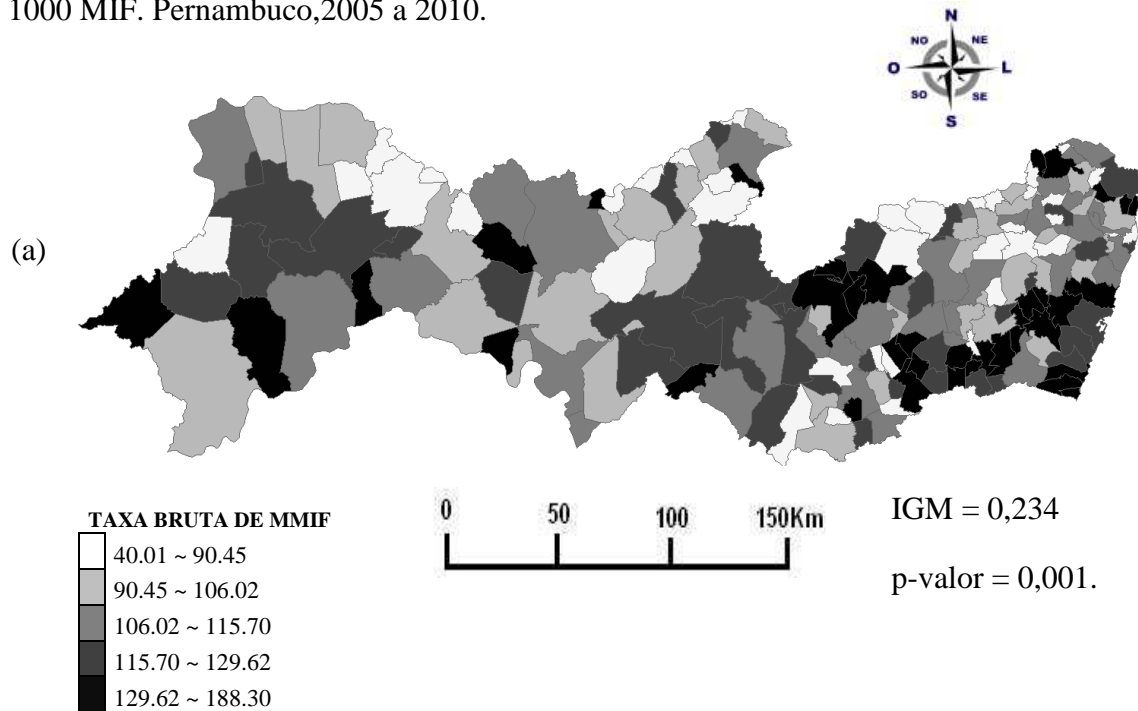 1000 MIF. Pernambuco,2005 a 2010.
N
NO NE
O L
SO SE
S
(a)
TAXA BRUTA DE MMIF
40.01 ~ 90.45
90.45 ~ 106.02
106.02 ~ 115.70
115.70 ~ 129.62
129.62 ~ 188.30
0 50 100 150Km
IGM = 0,234
p-valor = 0,001.